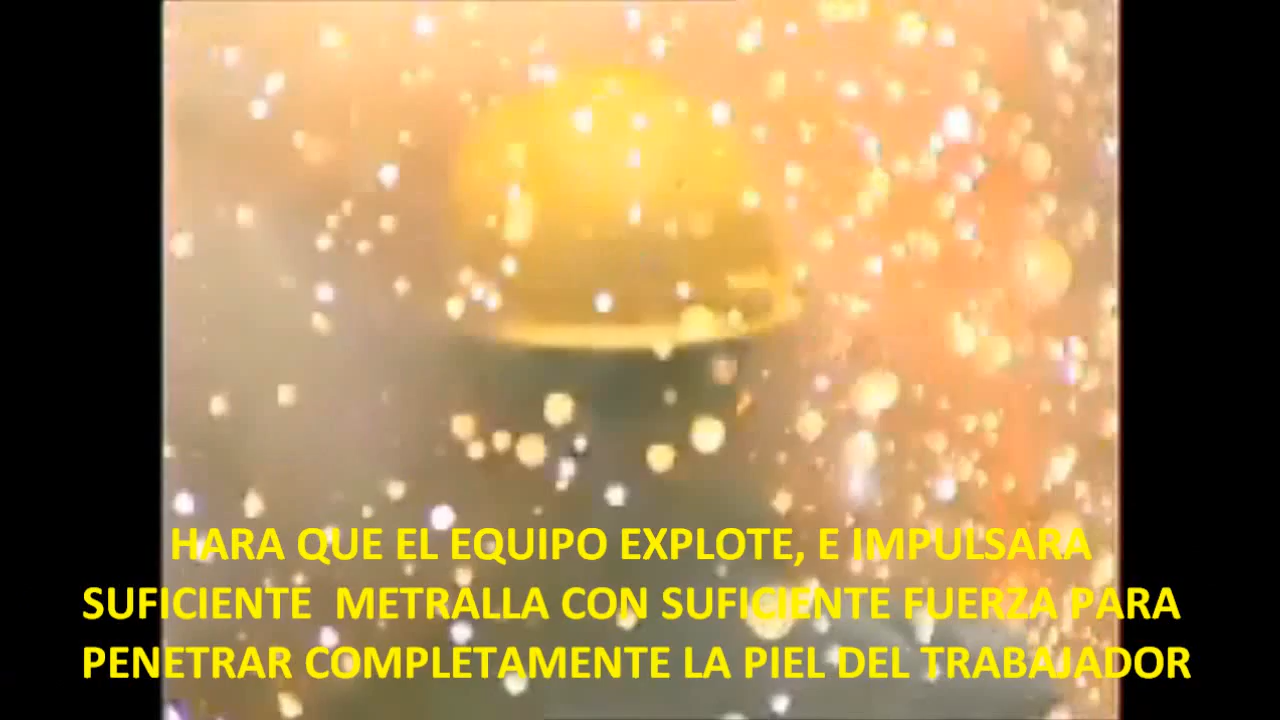 HARA QUE EL EQUIPO EXPLOTE, E IMPULSARA
SUFICIENTE METRALLA CON SUFICIENTE FUERZA PARA
PENETRAR COMPLETAMENTE LA PIEL DEL TRABAJADOR